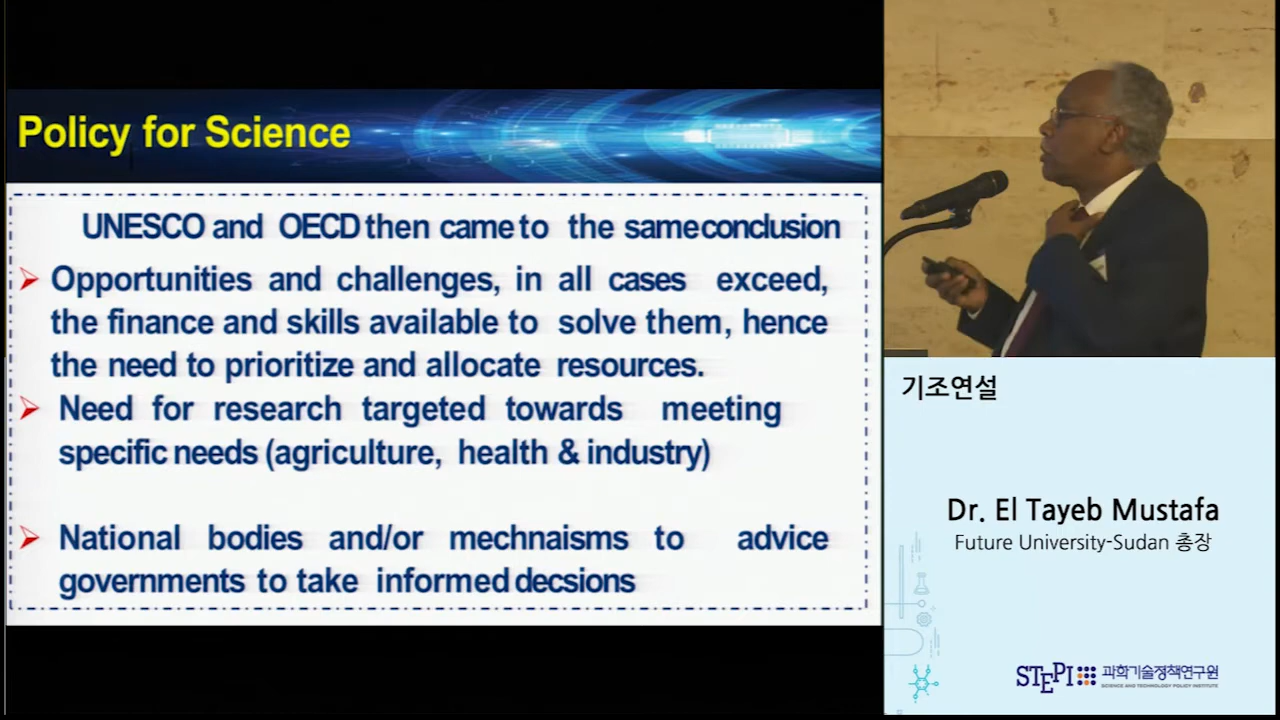 Policy for Science
UNESCO and OECD then came to the same conclusion
Opportunities and challenges, in all cases exceed,
the finance and skills available to solve them, hence
the need to prioritize and allocate resources.
Need for research targeted towards meeting
specific needs (agriculture, health & industry)
National bodies and/or mechnaisms to advice
governments to take informed decsions
기조연설
Dr. El Tayeb Mustafa
Future University-Sudan 총장
STEPI 과학기술정책연구원
SCIENCE AND TECHNOLOGY POLICY INSTITUTE